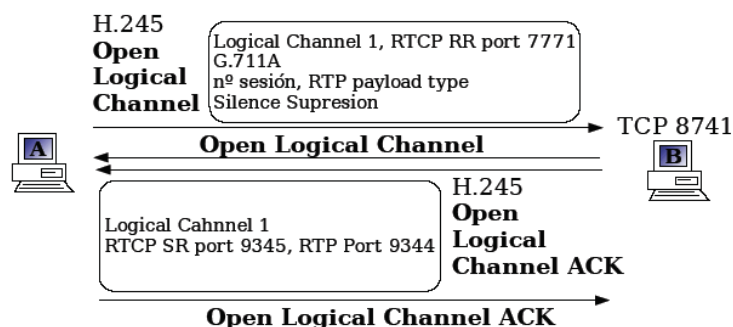 H.245
Open
Logical
Channel
Logical Channel 1, RTCP RR port 7771
G.711A
nº sesión, RTP payload type
Silence Supresion
TCP 8741
Open Logical Channel
A
B
Logical Cahnnel 1
RTCP SR port 9345, RTP Port 9344
H.245
Open
Logical
Channel ACK
Open Logical Channel ACK